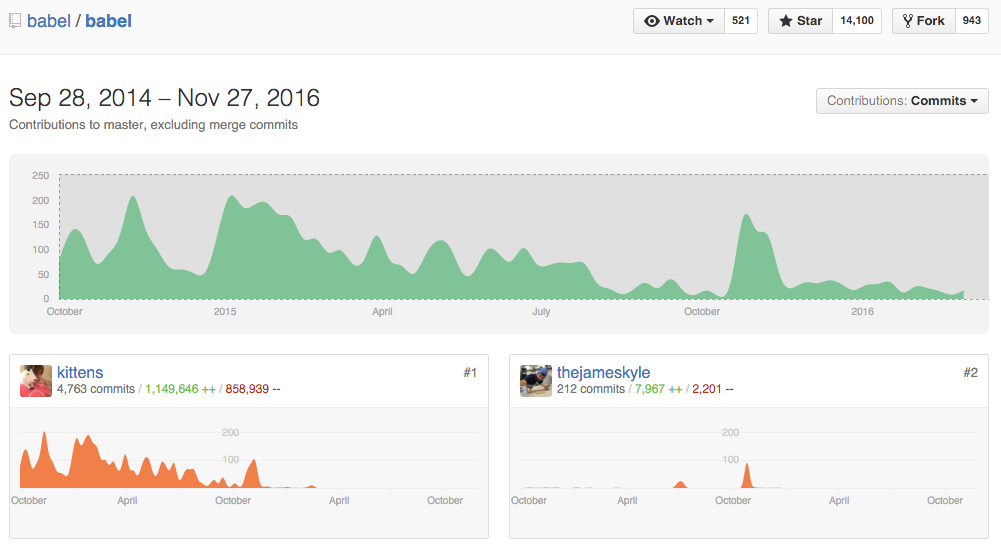 babel / babel
Watch 521 Star 14,100 Fork 943
Sep 28, 2014 – Nov 27, 2016
Contributions: Commits
Contributions to master, excluding merge commits
250
200
150
100
50
0
October 2015 April July October 2016
kittens #1
4,763 commits / 1,149,646 ++ / 858,939 --
200
100
October April October April October
thejameskyle #2
212 commits / 7,967 ++ / 2,201 --
200
100
October April October April October